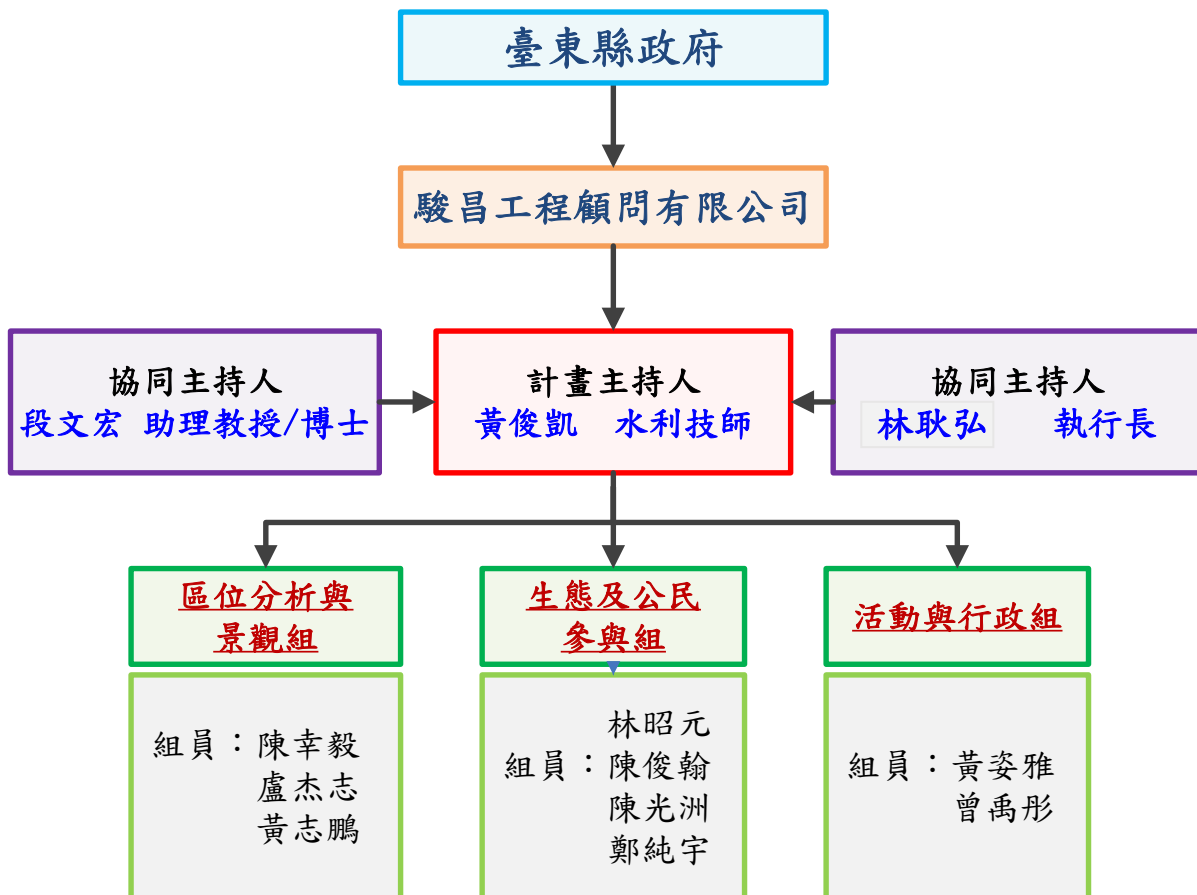 臺東縣政府
駿昌工程顧問有限公司
協同主持人
段文宏 助理教授/博士
計畫主持人
黃俊凱 水利技師
協同主持人
林耿弘 執行長
區位分析與
景觀組
生態及公民
參與組
活動與行政組
組員：陳幸毅
盧杰志
黃志鵬
林昭元
組員：陳俊翰
陳光洲
鄭純宇
組員：黃姿雅
曾禹彤